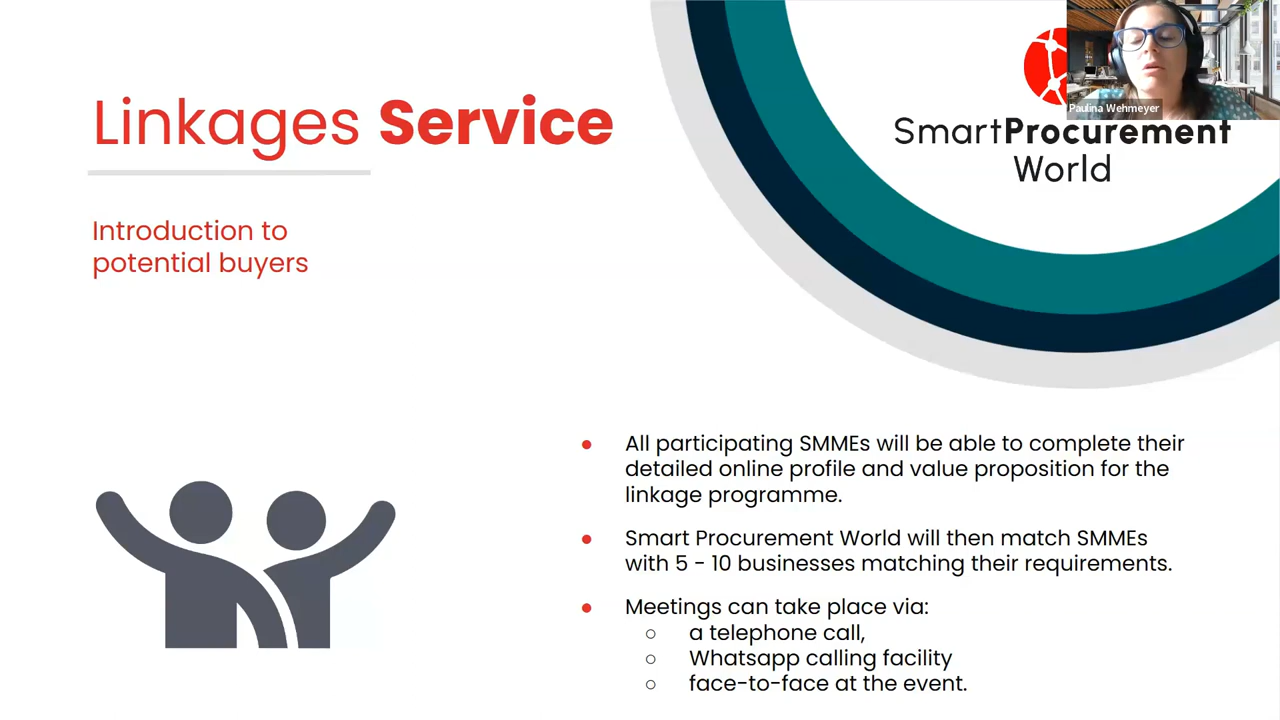 Linkages Service
Introduction to
potential buyers
Paulina Wehmeyer
SmartProcurement
World
● All participating SMMEs will be able to complete their
detailed online profile and value proposition for the
linkage programme.
● Smart Procurement World will then match SMMEs
with 5 - 10 businesses matching their requirements.
● Meetings can take place via:
○ a telephone call,
○ Whatsapp calling facility
○ face-to-face at the event.